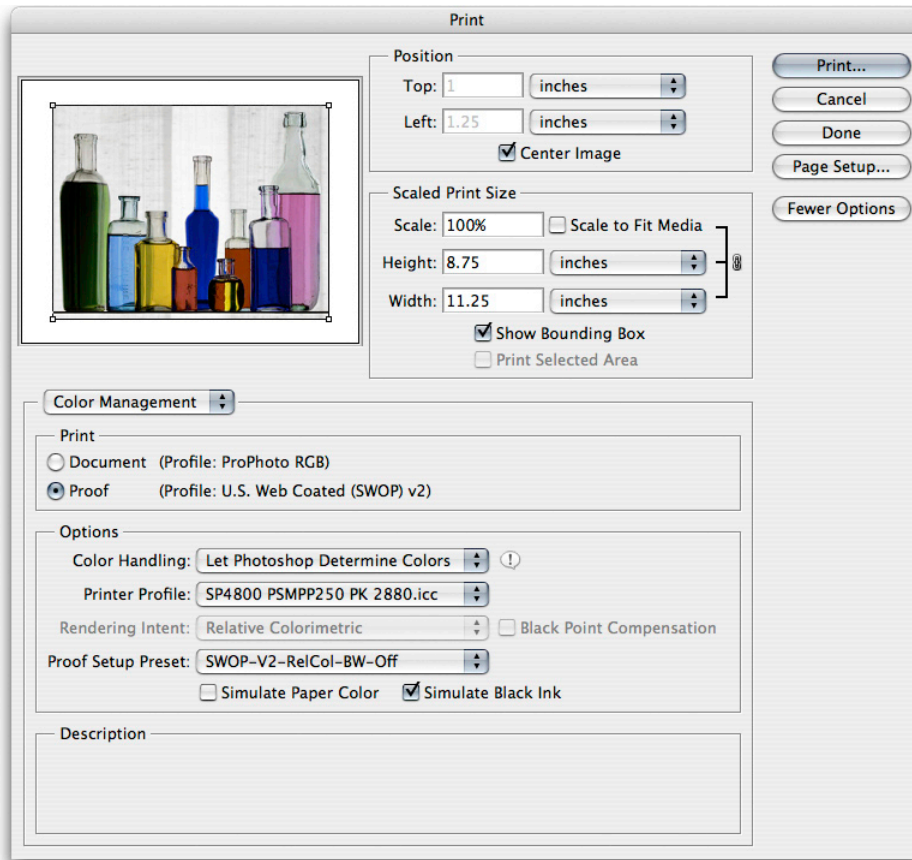 Print
Position
Top: 1 inches
Left: 1.25 inches
Center Image
Print...
Cancel
Done
Page Setup...
Fewer Options
Scaled Print Size
Scale: 100% Scale to Fit Media
Height: 8.75 inches
Width: 11.25 inches
Show Bounding Box
Print Selected Area
Color Management
Print
Document (Profile: ProPhoto RGB)
Proof (Profile: U.S. Web Coated (SWOP) v2)
Options
Color Handling: Let Photoshop Determine Colors !
Printer Profile: SP4800 PSMPP250 PK 2880.icc
Rendering Intent: Relative Colorimetric Black Point Compensation
Proof Setup Preset: SWOP-V2-RelCol-BW-Off
Simulate Paper Color Simulate Black Ink
Description